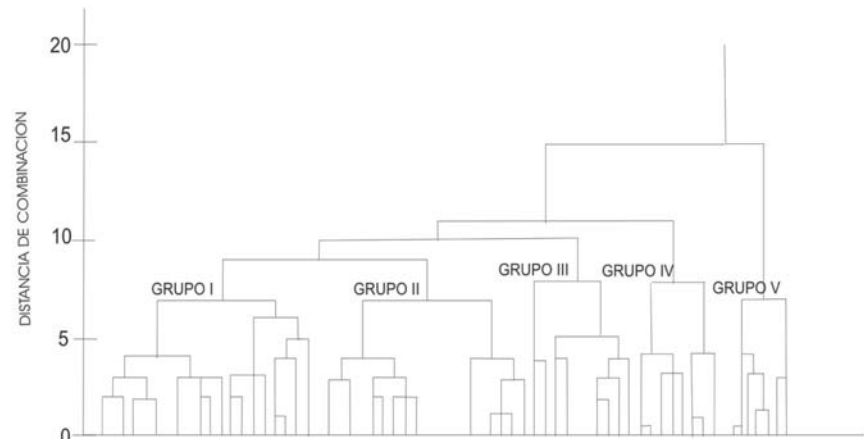 20
15
10
5
0
DISTANCIA DE COMBINACION
GRUPO I
GRUPO II
GRUPO III
GRUPO IV
GRUPO V